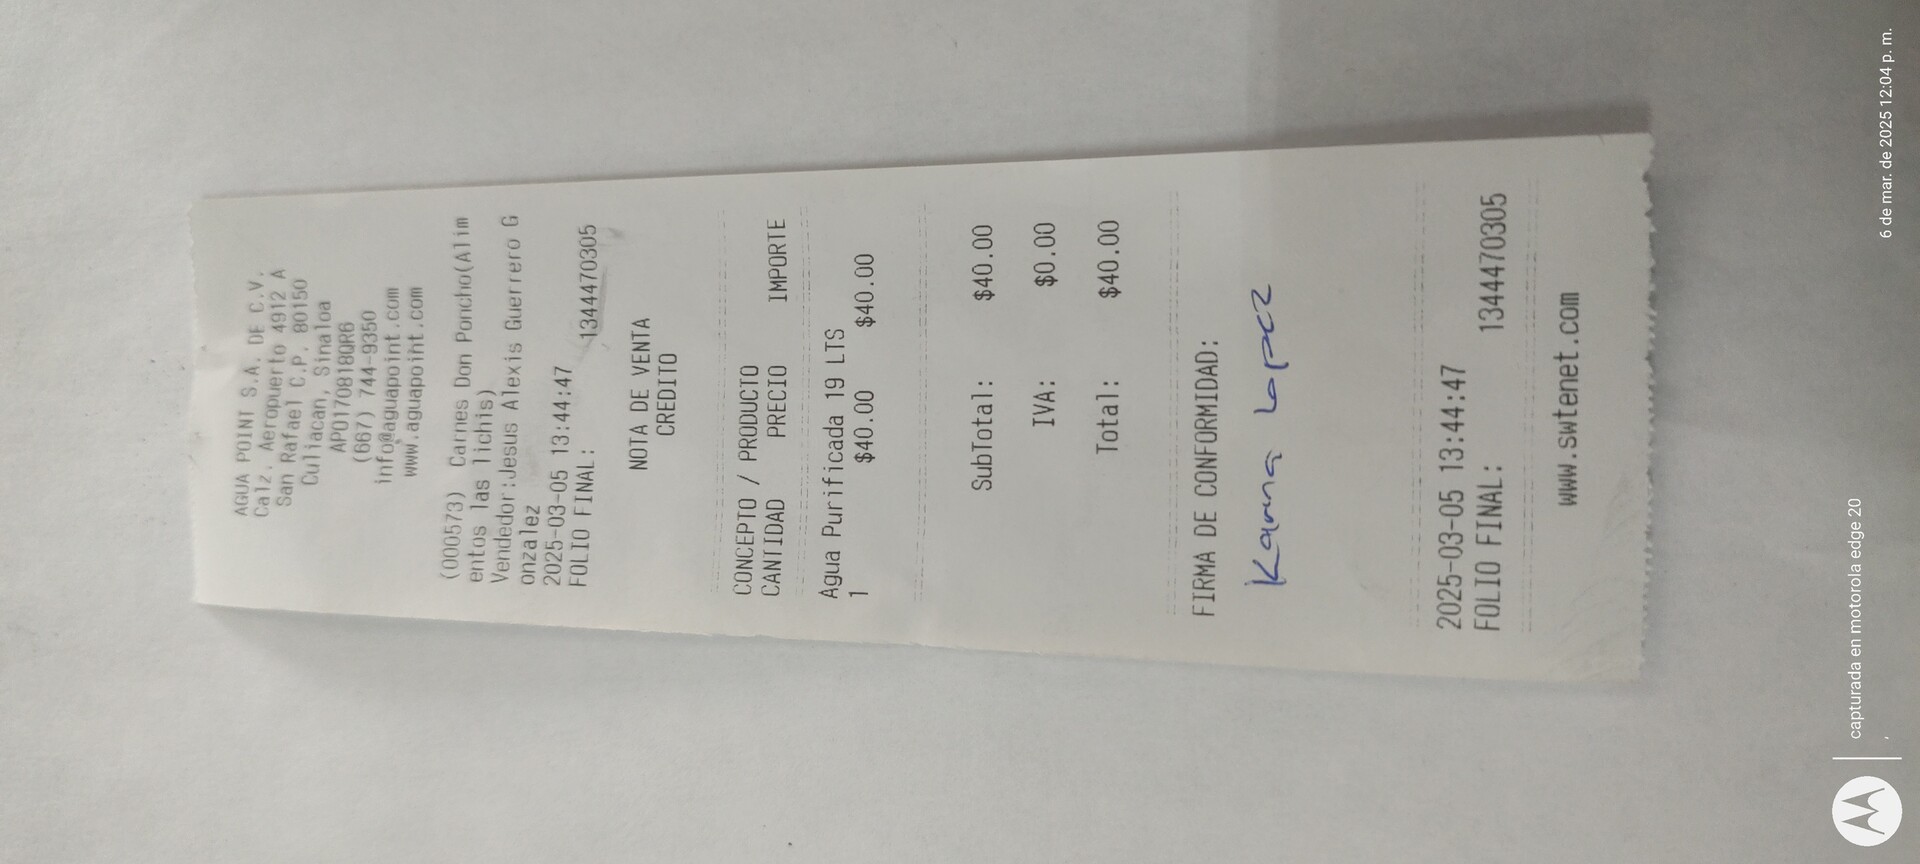 AGUA POINT S.A. DE C.V.
Calz. Aeropuerto 4912 A
San Rafael C.P. 80150
Culiacan, Sinaloa
APO170818QR6
(667) 744-9350
info@aguapoint.com
www.aguapoint.com
(000573) Carnes Don Poncho(Alim
entos las lichis)
Vendedor:Jesus Alexis Guerrero G
onzalez
2025-03-05 13:44:47
FOLIO FINAL: 1344470305
NOTA DE VENTA
CREDITO
CONCEPTO / PRODUCTO
CANTIDAD PRECIO IMPORTE
Agua Purificada 19 LTS
1 $40.00 $40.00
SubTotal: $40.00
IVA: $0.00
Total: $40.00
FIRMA DE CONFORMIDAD:
Karina Lopez
2025-03-05 13:44:47
FOLIO FINAL: 1344470305
www.swtenet.com
capturada en motorola edge 20
6 de mar. de 2025 12:04 p. m.